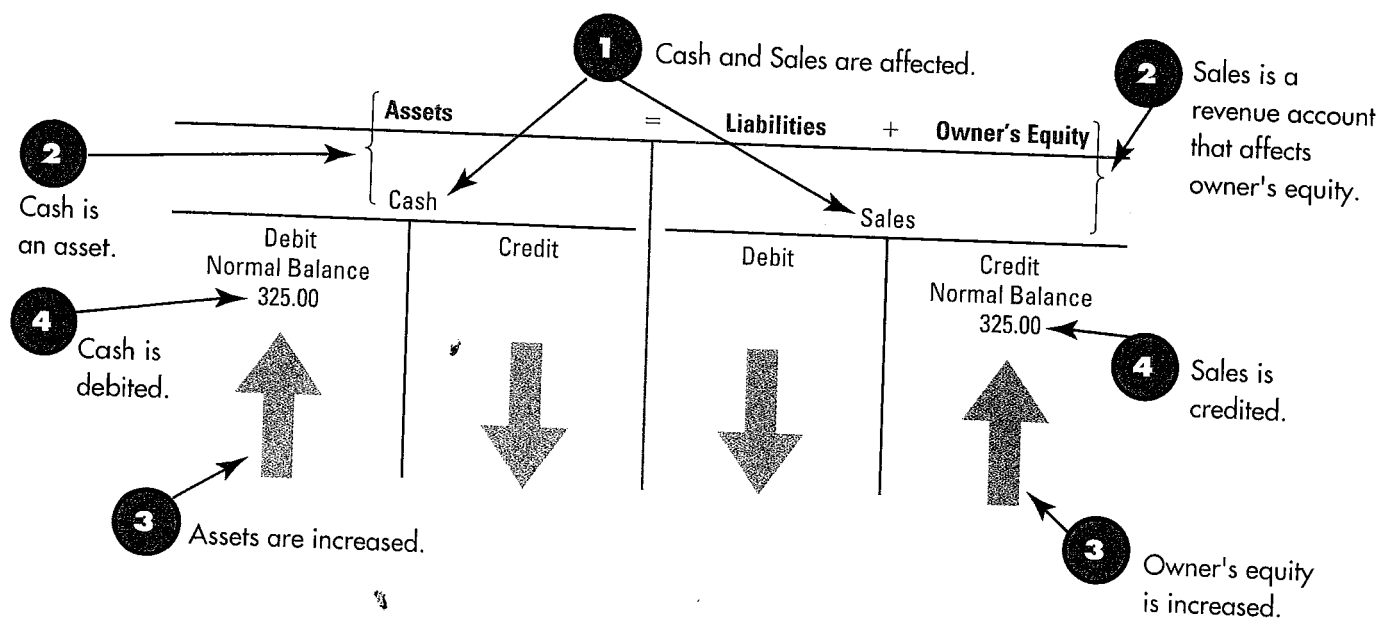 1 Cash and Sales are affected.
2 Sales is a
revenue account
that affects
owner's equity.
Assets = Liabilities + Owner's Equity
2
Cash is
an asset.
Cash
Sales
Debit
Normal Balance
325.00
Credit
Debit
Credit
Normal Balance
325.00
4 Cash is
debited.
4 Sales is
credited.
3 Assets are increased.
3 Owner's equity
is increased.